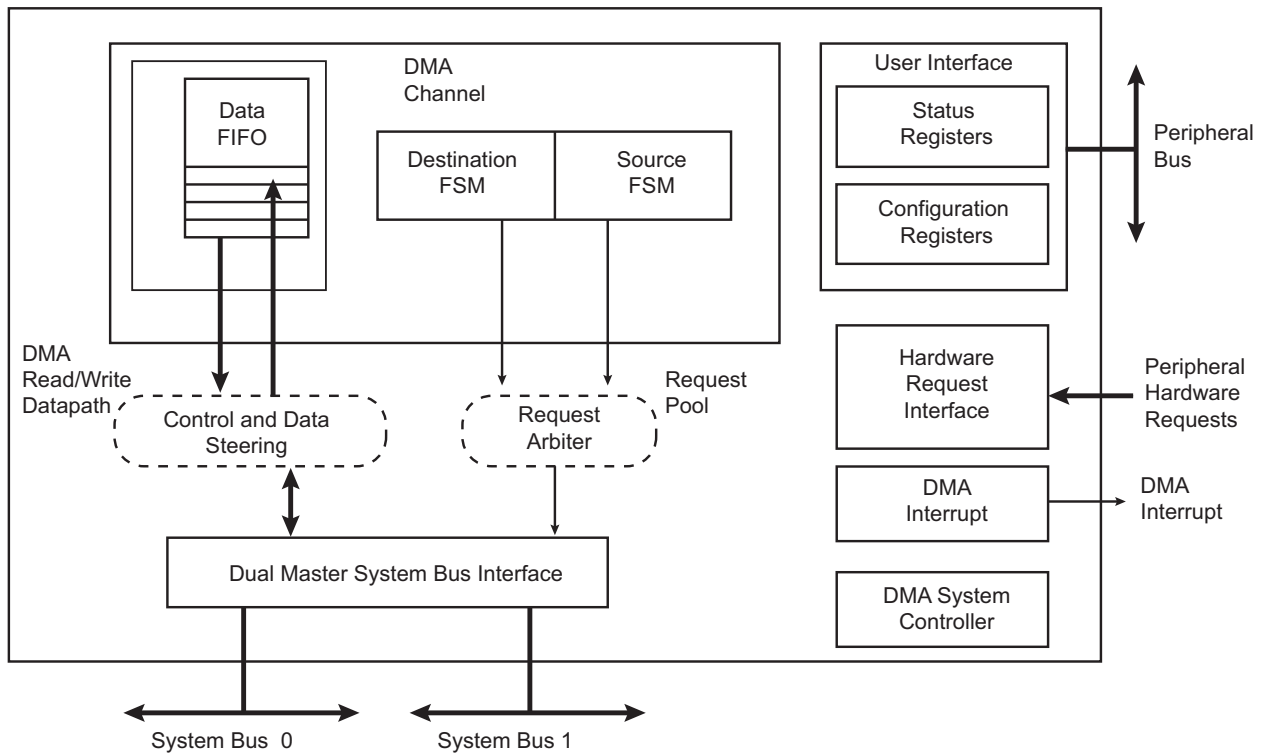 DMA
Channel
Data
FIFO
Destination
FSM
Source
FSM
User Interface
Status
Registers
Configuration
Registers
Peripheral
Bus
DMA
Read/Write
Datapath
Control and Data
Steering
Request
Arbiter
Request
Pool
Hardware
Request
Interface
Peripheral
Hardware
Requests
DMA
Interrupt
DMA
Interrupt
Dual Master System Bus Interface
DMA System
Controller
System Bus 0
System Bus 1